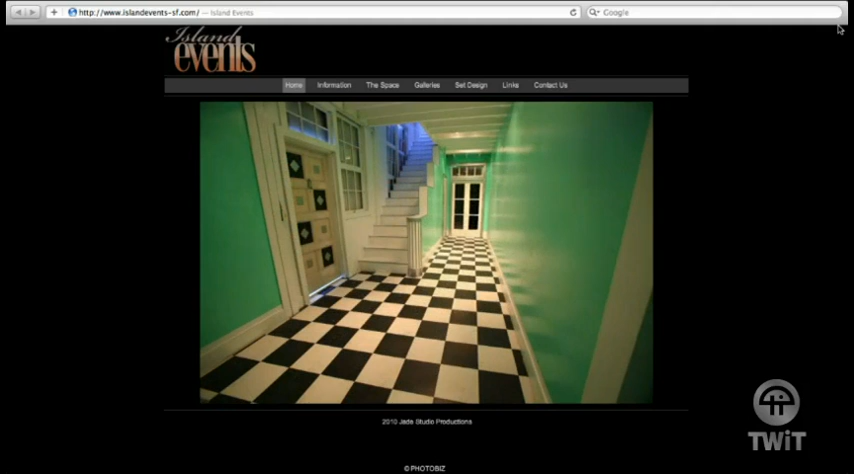 http://www.islandevents-sf.com/ — Island Events
Google
Island
events
Home Information The Space Galleries Set Design Links Contact Us
2010 Jade Studio Productions
TWiT
© PHOTOBIZ